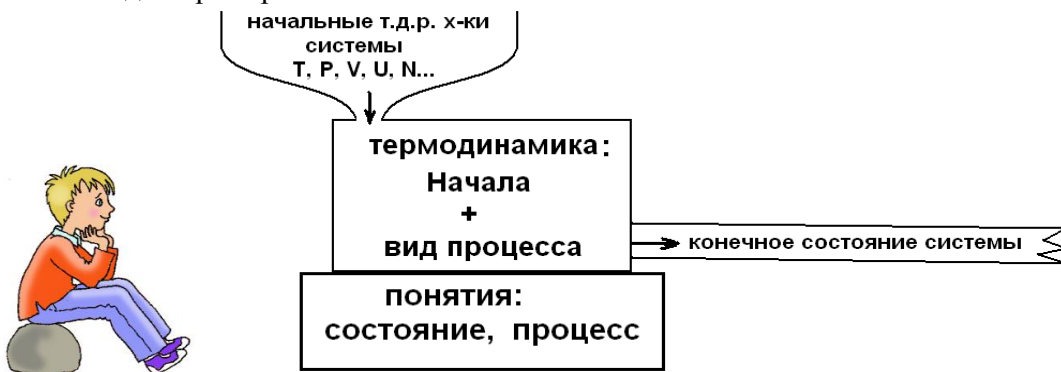 начальные т.д.р. х-ки
системы
T, P, V, U, N...
термодинамика:
Начала
+
вид процесса
конечное состояние системы
понятия:
состояние, процесс